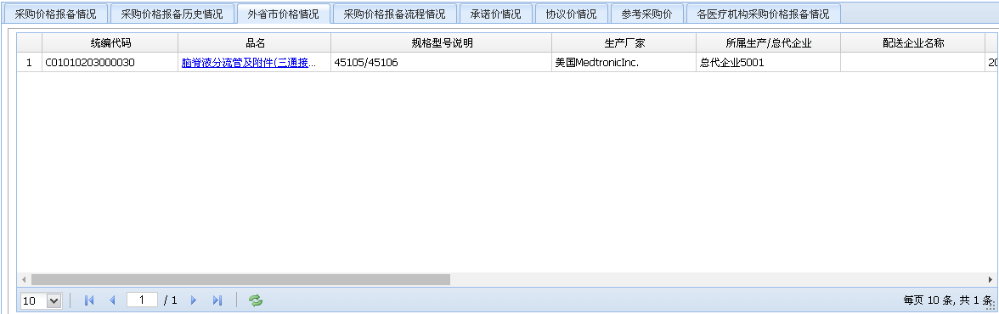 采购价格报备情况 采购价格报备历史情况 外省市价格情况 采购价格报备流程情况 承诺价情况 协议价情况 参考采购价 各医疗机构采购价格报备情况
统编代码 品名 规格型号说明 生产厂家 所属生产/总代企业 配送企业名称
1 C01010203000030 脑脊液分流管及附件(三通接... 45105/45106 美国MedtronicInc. 总代企业5001 20
10 1 / 1 每页 10 条, 共 1 条